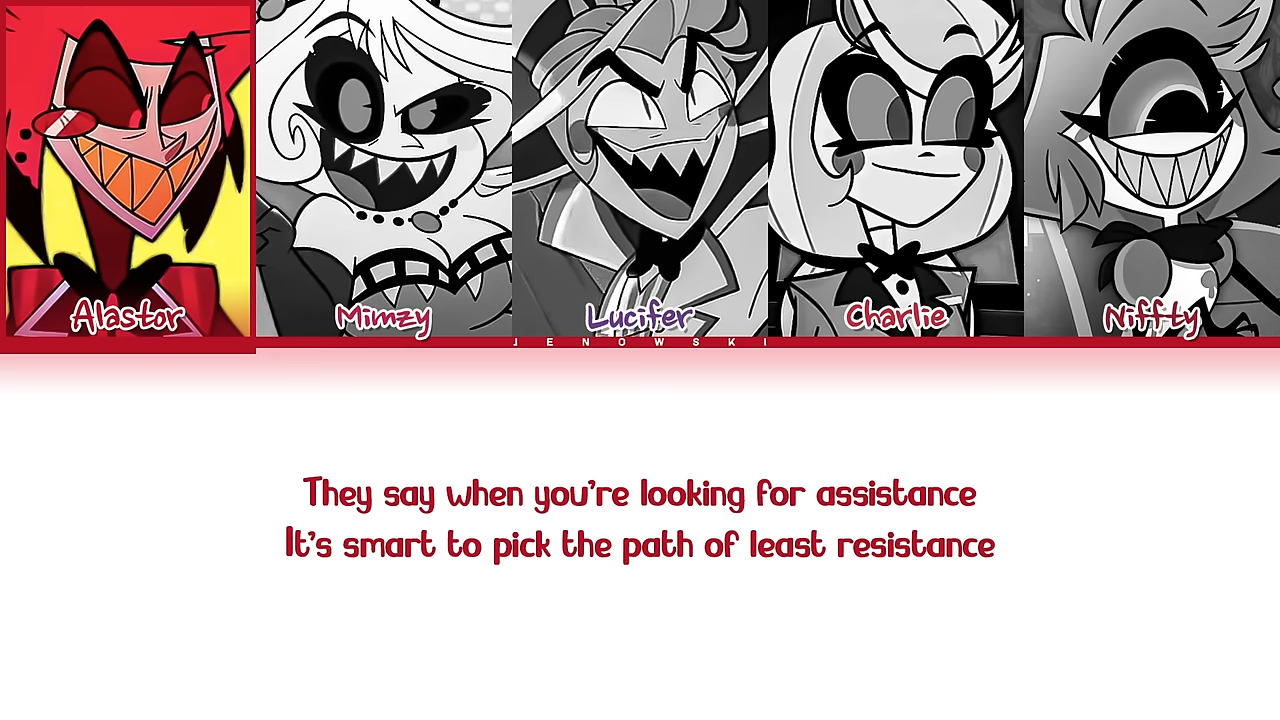 Alastor
Mimzy
Lucifer
Charlie
Niffty
JENOWSKI
They say when you're looking for assistance
It's smart to pick the path of least resistance